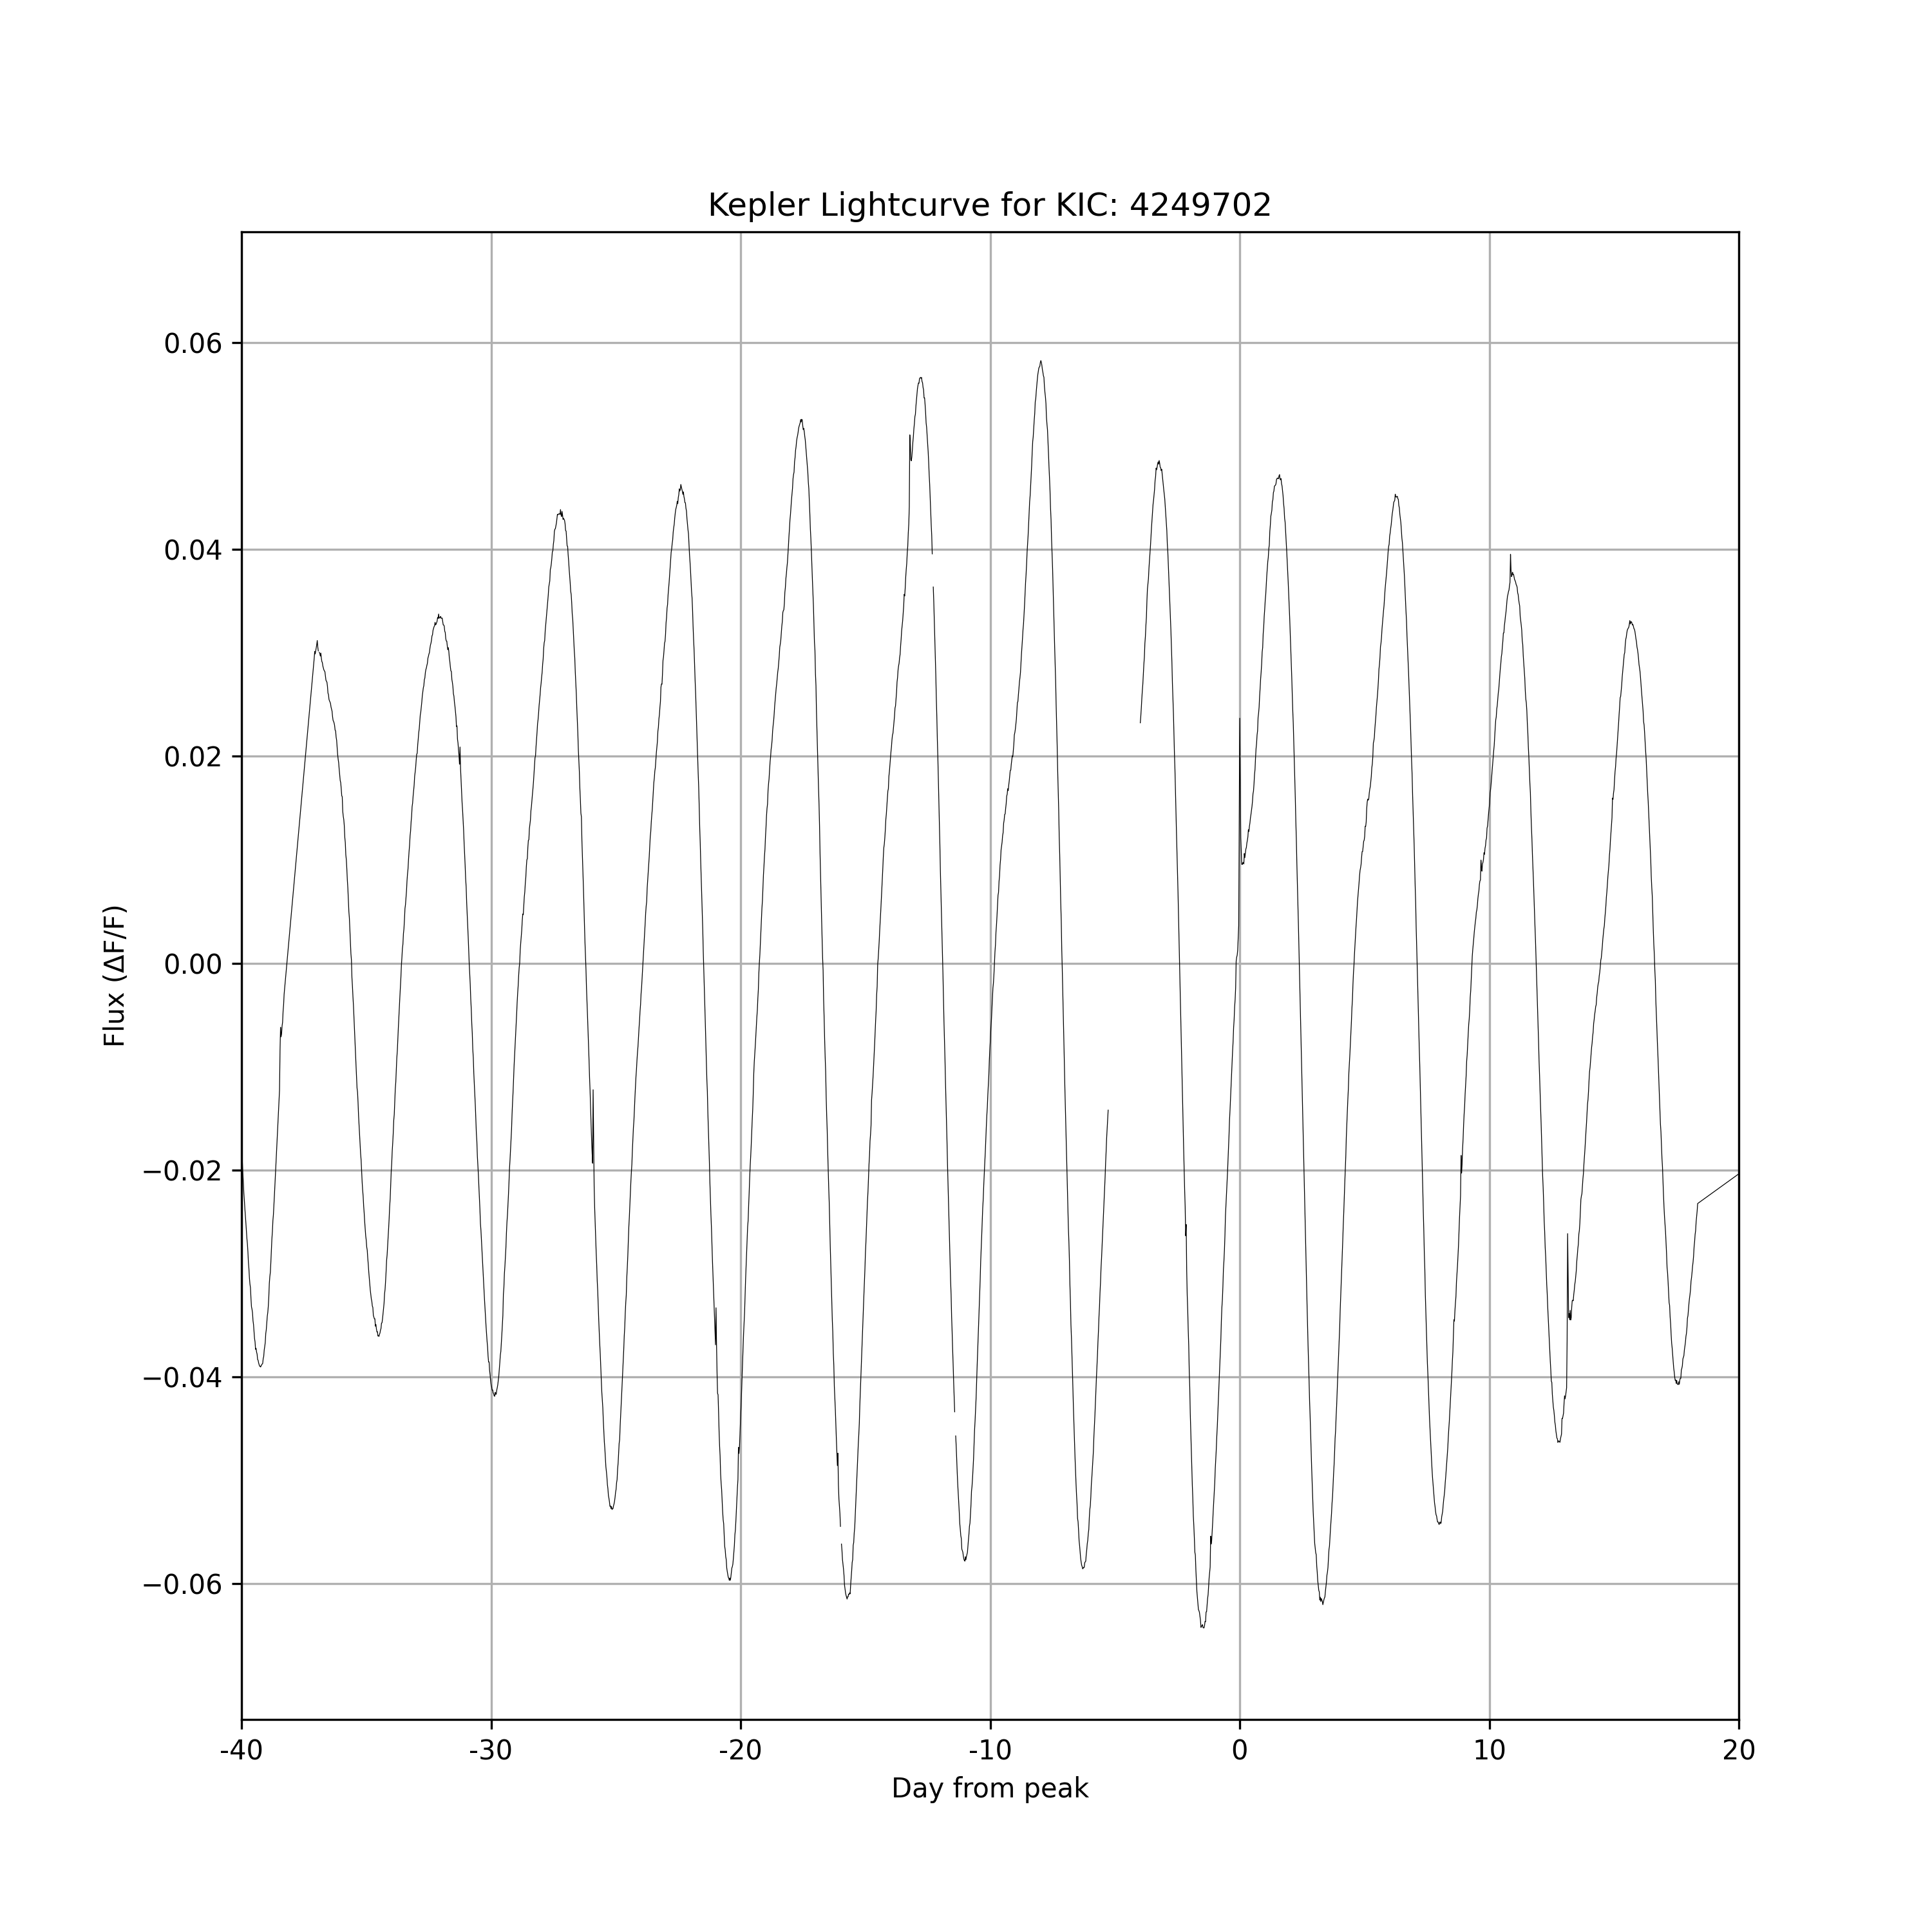 Kepler Lightcurve for KIC: 4249702
Flux (ΔF/F)
0.06
0.04
0.02
0.00
−0.02
−0.04
−0.06
-40 -30 -20 -10 0 10 20
Day from peak